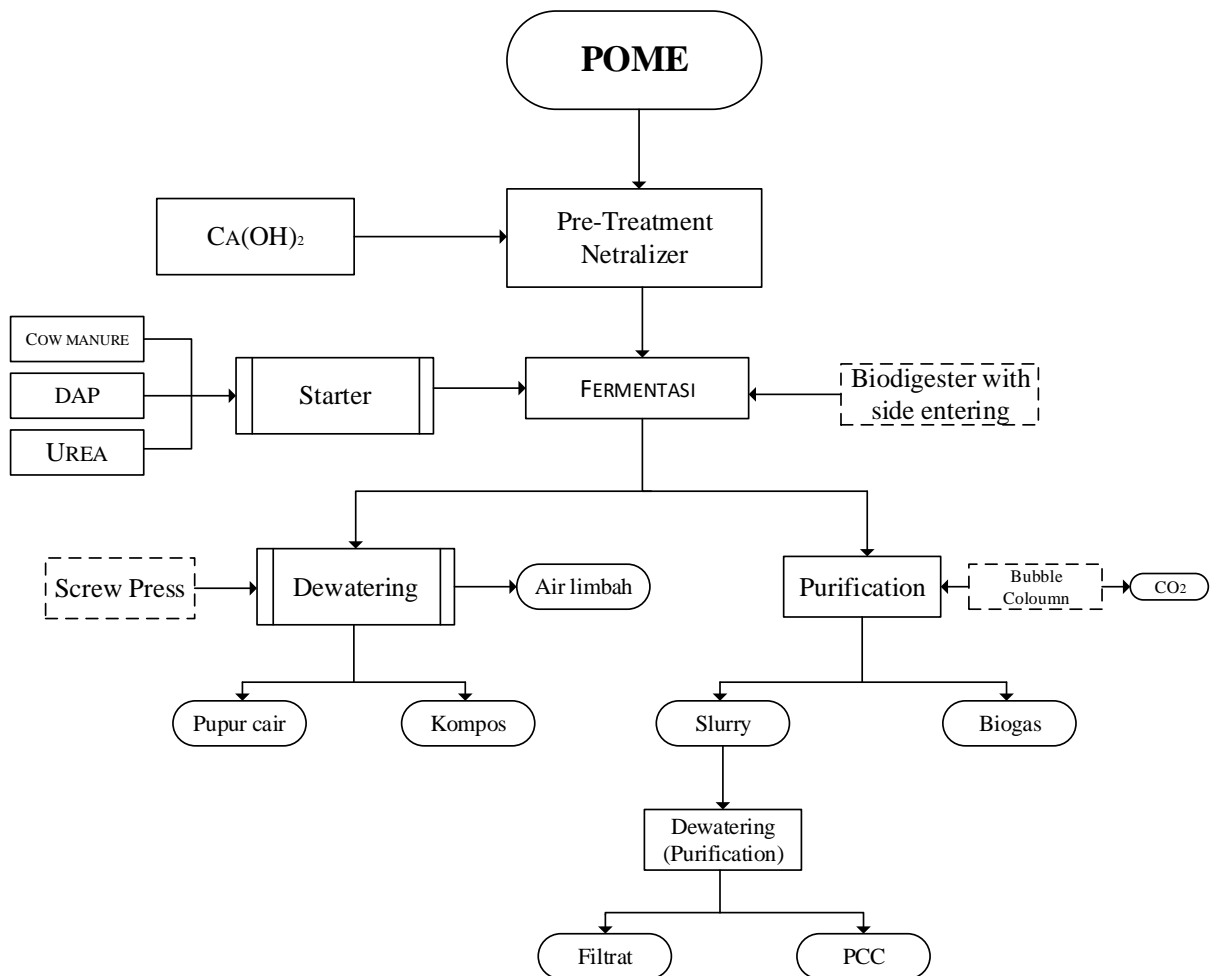 POME
Pre-Treatment
Netralizer
CA(OH)2
COW MANURE
DAP
UREA
Starter
FERMENTASI
Biodigester with
side entering
Screw Press
Dewatering
Air limbah
Purification
Bubble
Coloumn
CO2
Pupur cair
Kompos
Slurry
Biogas
Dewatering
(Purification)
Filtrat
PCC